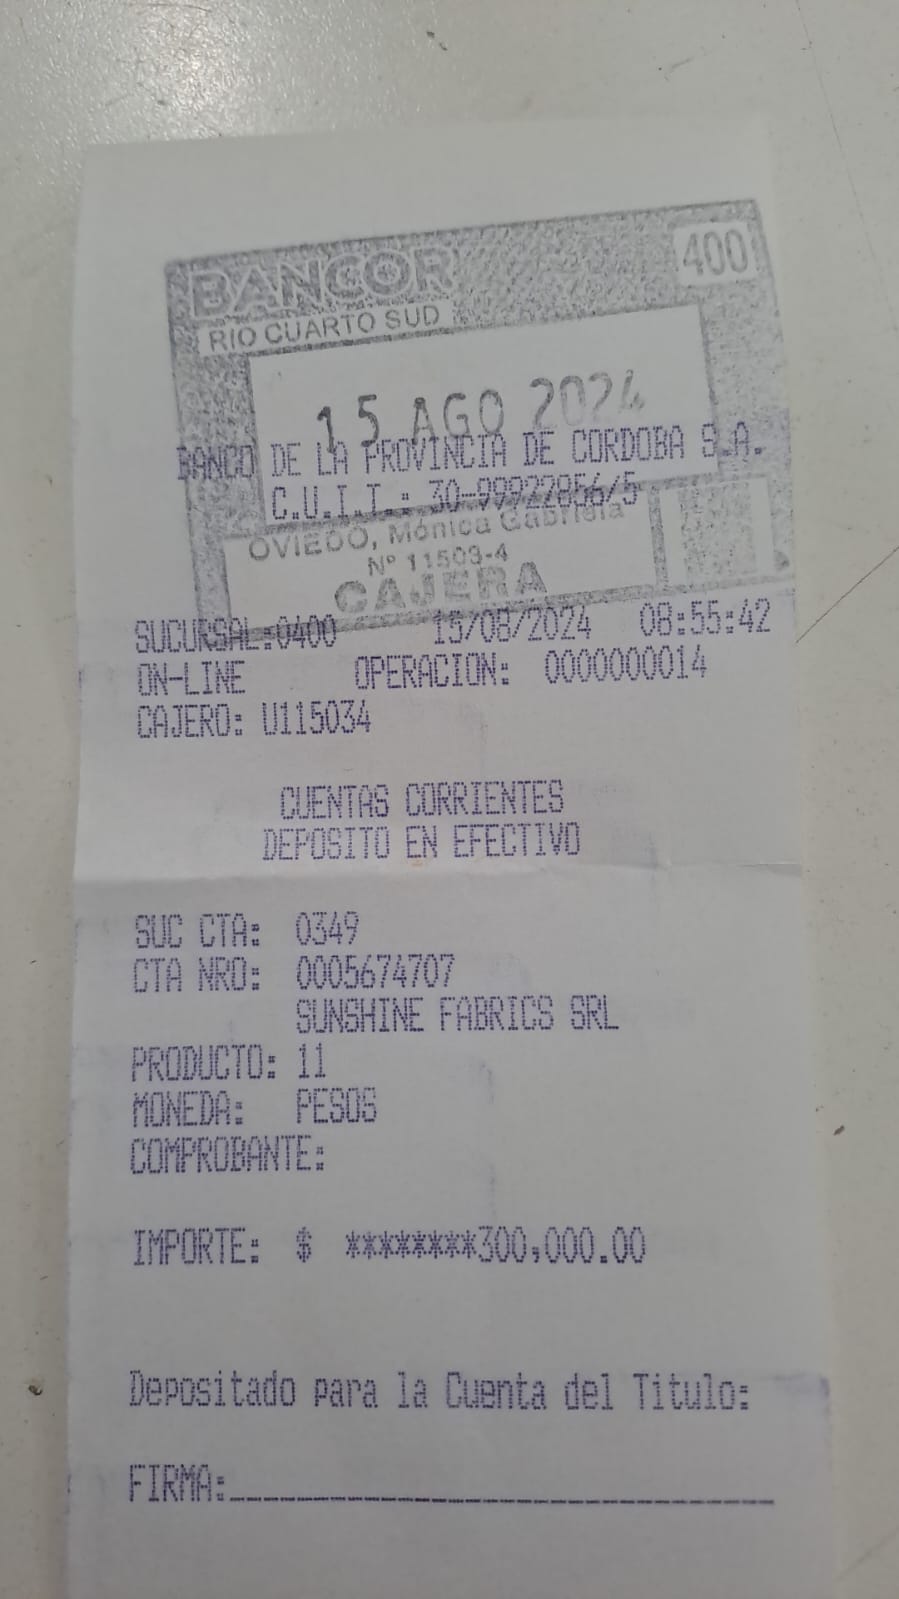 BANCOR
400
RIO CUARTO SUD
15 AGO 2024
BANCO DE LA PROVINCIA DE CORDOBA S.A.
C.U.I.T.: 30-99922856/5
OVIEDO, Mónica Gabriela
Nº 11503-4
CAJERA
SUCURSAL:0400 15/08/2024 08:55:42
ON-LINE OPERACION: 0000000014
CAJERO: U115034
CUENTAS CORRIENTES
DEPOSITO EN EFECTIVO
SUC CTA: 0349
CTA NRO: 0005674707
SUNSHINE FABRICS SRL
PRODUCTO: 11
MONEDA: PESOS
COMPROBANTE:
IMPORTE: $ ********300,000.00
Depositado para la Cuenta del Titulo:
FIRMA: